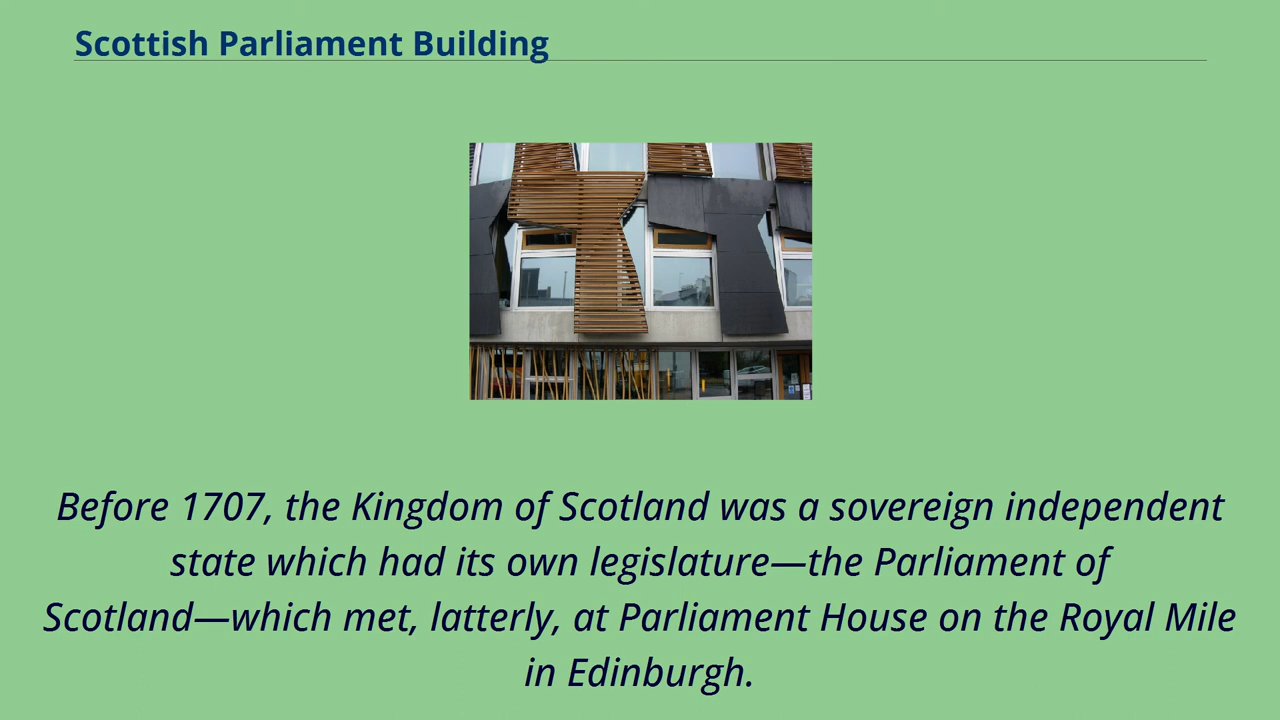 Scottish Parliament Building
Before 1707, the Kingdom of Scotland was a sovereign independent
state which had its own legislature—the Parliament of
Scotland—which met, latterly, at Parliament House on the Royal Mile
in Edinburgh.